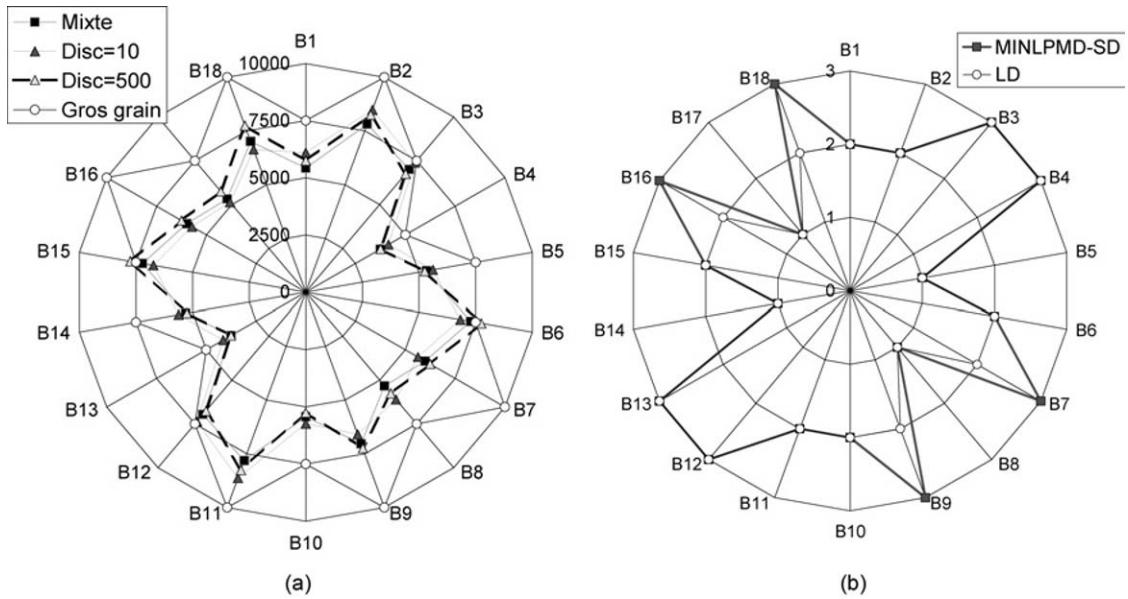 Mixte
Disc=10
Disc=500
Gros grain
B1
B2
B3
B4
B5
B6
B7
B8
B9
B10
B11
B12
B13
B14
B15
B16
B18
10000
7500
5000
2500
0
(a)
MINLPMD-SD
LD
B1
B2
B3
B4
B5
B6
B7
B8
B9
B10
B11
B12
B13
B14
B15
B16
B17
B18
3
2
1
0
(b)